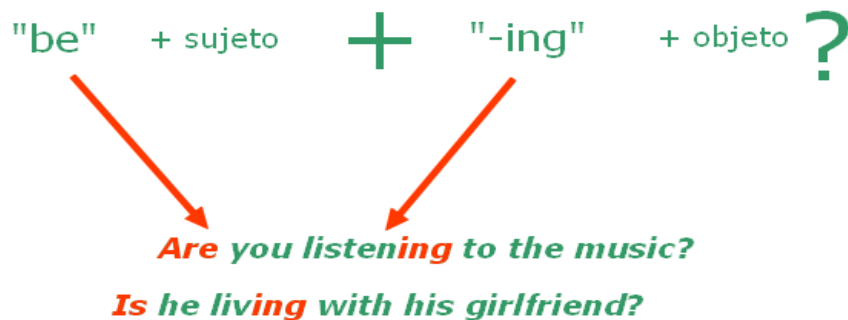 "be" + sujeto + "-ing" + objeto ?
Are you listening to the music?
Is he living with his girlfriend?